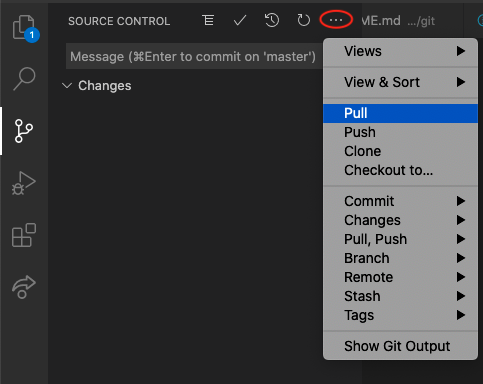 SOURCE CONTROL
ME.md .../git
1
Message (⌘Enter to commit on 'master')
Changes
Views
View & Sort
Pull
Push
Clone
Checkout to...
Commit
Changes
Pull, Push
Branch
Remote
Stash
Tags
Show Git Output